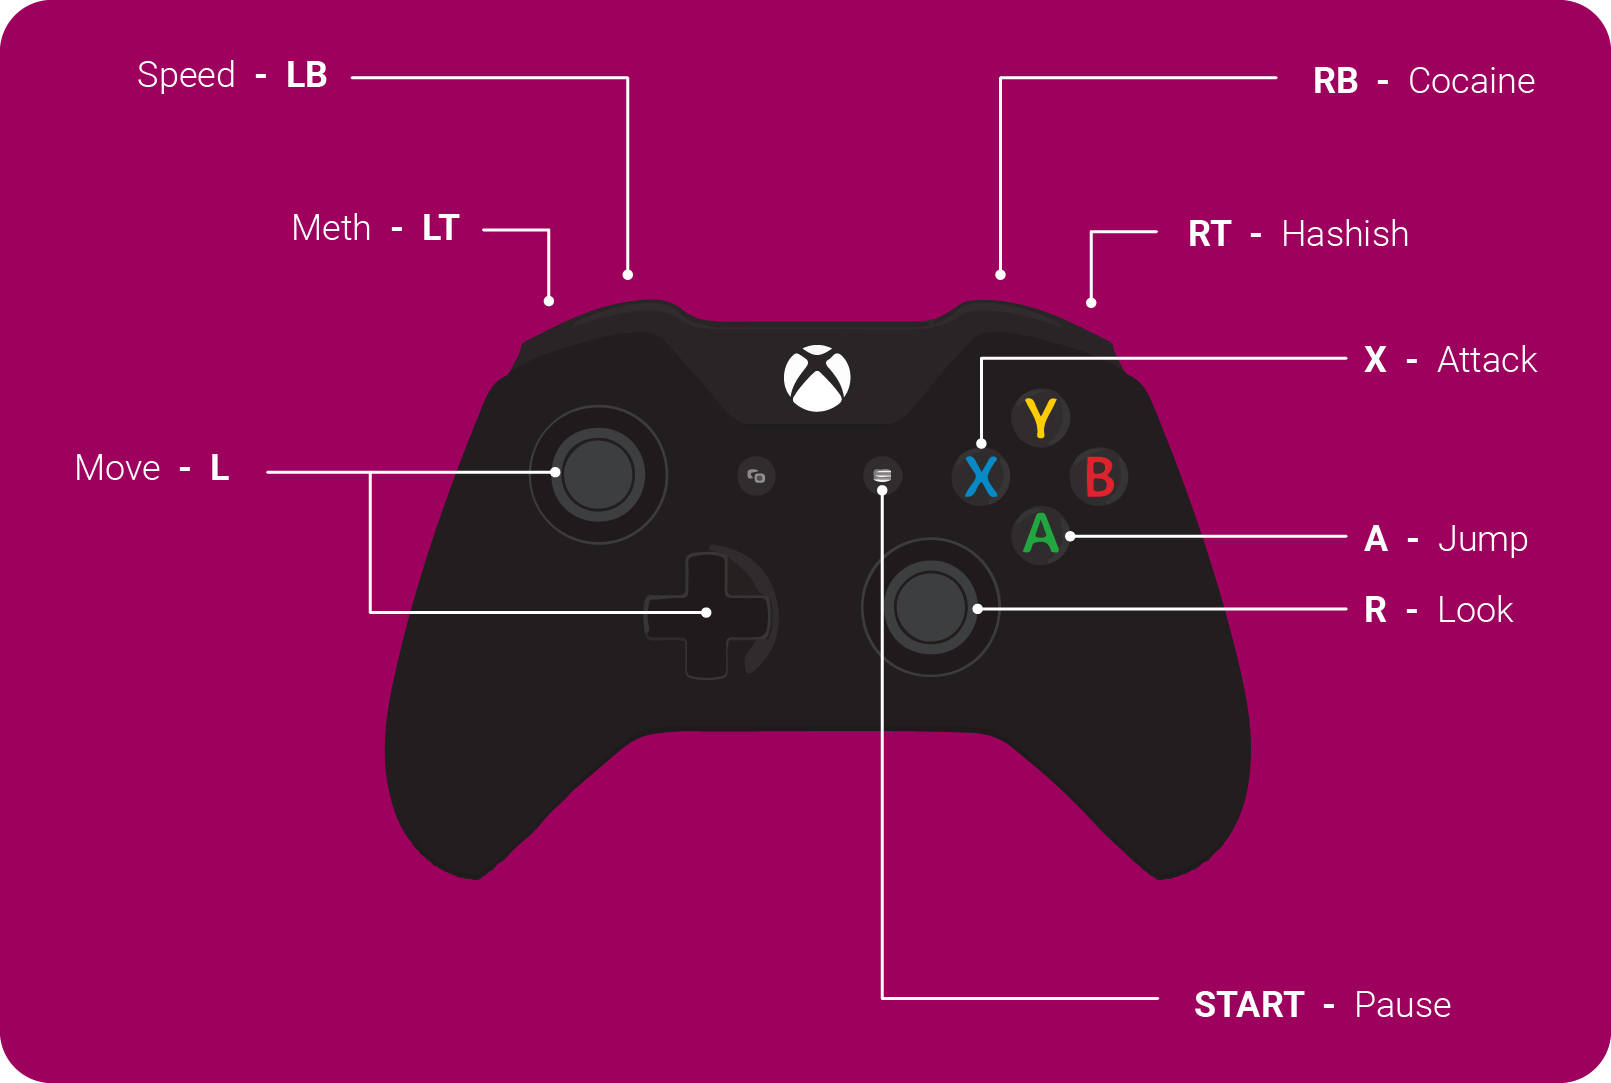 Speed - LB
RB - Cocaine
Meth - LT
RT - Hashish
X - Attack
Y
Move - L
X
B
A
A - Jump
R - Look
START - Pause